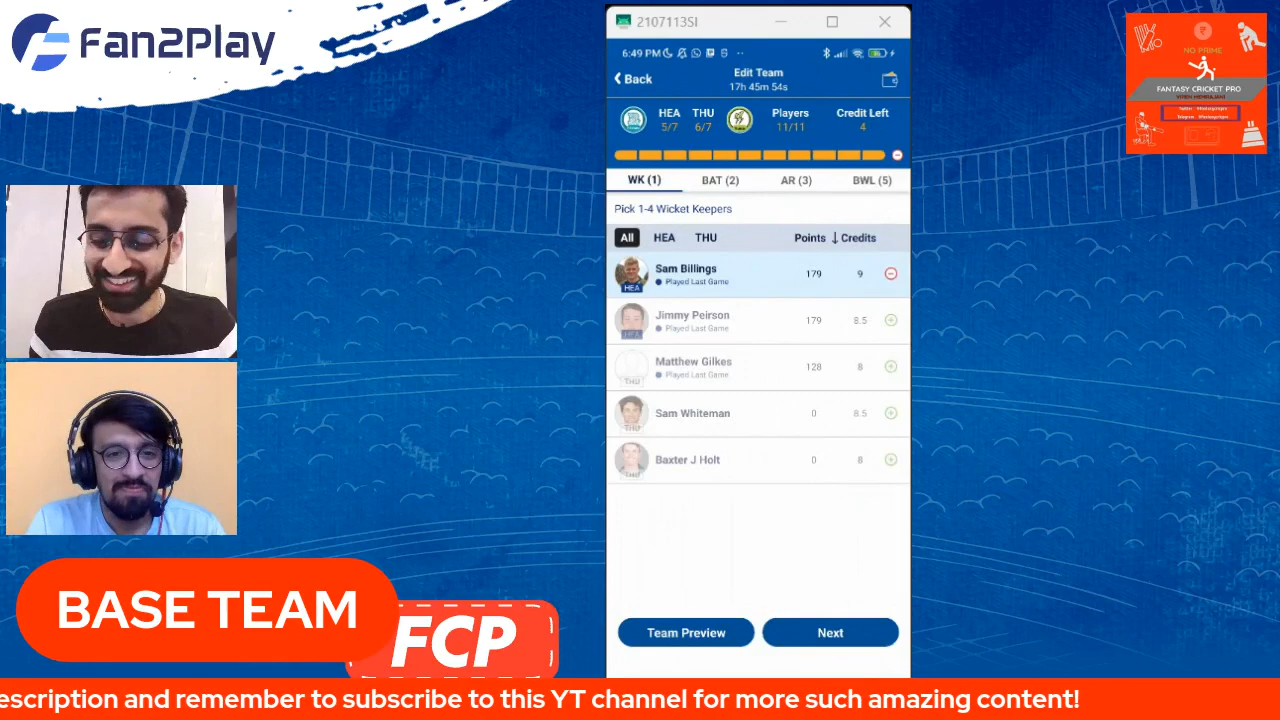 Fan2Play
2107113SI
6:49 PM
Back
Edit Team
17h 45m 54s
HEA
THU
Players
Credit Left
5/7
6/7
11/11
4
WK (1)
BAT (2)
AR (3)
BWL (5)
Pick 1-4 Wicket Keepers
All
HEA
THU
Points
Credits
Sam Billings
Played Last Game
179
9
HEA
Jimmy Peirson
Played Last Game
179
8.5
HEA
Matthew Gilkes
Played Last Game
128
8
THU
Sam Whiteman
0
8.5
THU
Baxter J Holt
0
8
THU
Team Preview
Next
NO PRIME
FANTASY CRICKET PRO
BASE TEAM
FCP
escription and remember to subscribe to this YT channel for more such amazing content!